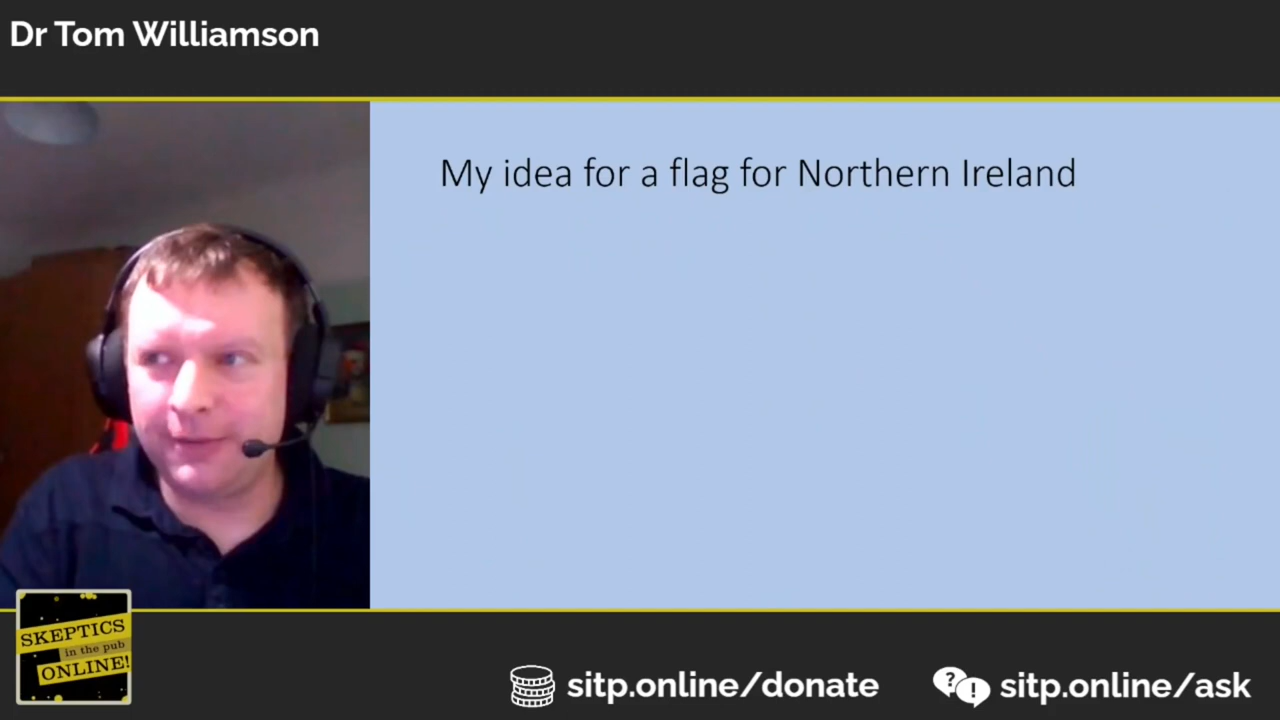 Dr Tom Williamson
My idea for a flag for Northern Ireland
SKEPTICS
in the pub
ONLINE!
sitp.online/donate
? !
sitp.online/ask